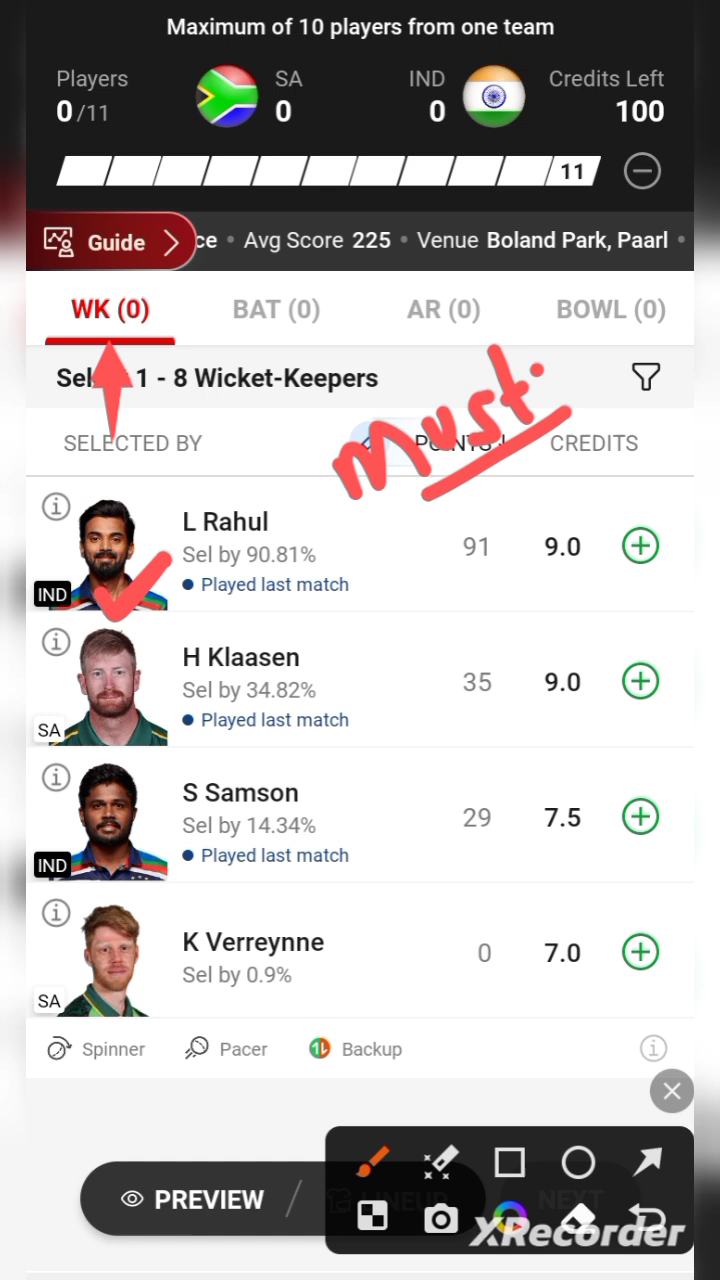 Maximum of 10 players from one team
Players SA IND Credits Left
0/11 0 0 100
11
Guide ce • Avg Score 225 • Venue Boland Park, Paarl •
WK (0) BAT (0) AR (0) BOWL (0)
1 - 8 Wicket-Keepers
must.
SELECTED BY POINTS CREDITS
L Rahul
Sel by 90.81% 91 9.0
IND • Played last match
H Klaasen
Sel by 34.82% 35 9.0
SA • Played last match
S Samson
Sel by 14.34% 29 7.5
IND • Played last match
K Verreynne
Sel by 0.9% 0 7.0
SA
Spinner Pacer Backup
PREVIEW / LINEUP NEXT
XRecorder